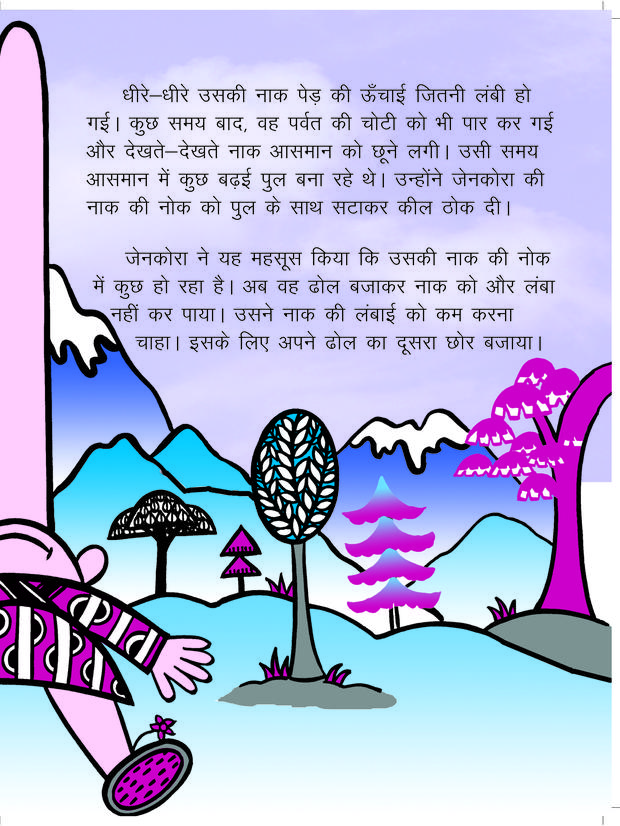 धीरे–धीरे उसकी नाक पेड़ की ऊँचाई जितनी लंबी हो
गई। कुछ समय बाद, वह पर्वत की चोटी को भी पार कर गई
और देखते–देखते नाक आसमान को छूने लगी। उसी समय
आसमान में कुछ बढ़ई पुल बना रहे थे। उन्होंने जेनकोरा की
नाक की नोक को पुल के साथ सटाकर कील ठोक दी।
जेनकोरा ने यह महसूस किया कि उसकी नाक की नोक
में कुछ हो रहा है। अब वह ढोल बजाकर नाक को और लंबा
नहीं कर पाया। उसने नाक की लंबाई को कम करना
चाहा। इसके लिए अपने ढोल का दूसरा छोर बजाया।